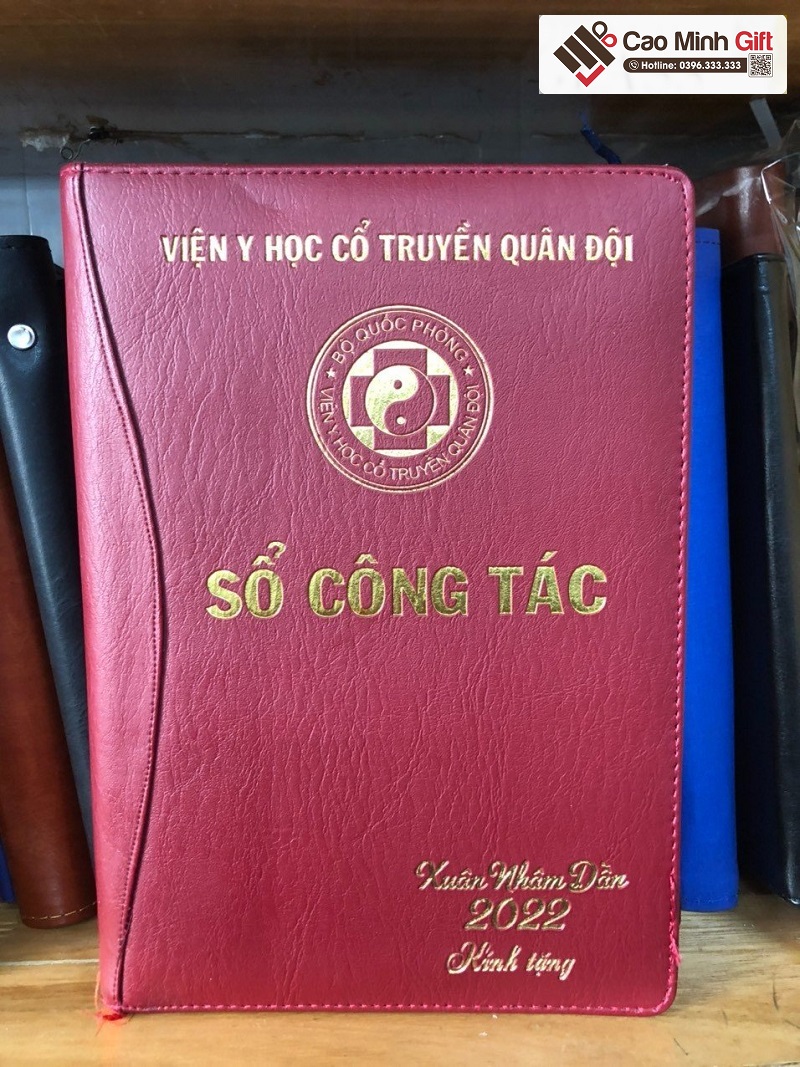 Cao Minh Gift
Hotline: 0396.333.333
VIỆN Y HỌC CỔ TRUYỀN QUÂN ĐỘI
★ BỘ QUỐC PHÒNG ★
VIỆN Y HỌC CỔ TRUYỀN QUÂN ĐỘI
SỔ CÔNG TÁC
Xuân Nhâm Dần
2022
Kính tặng